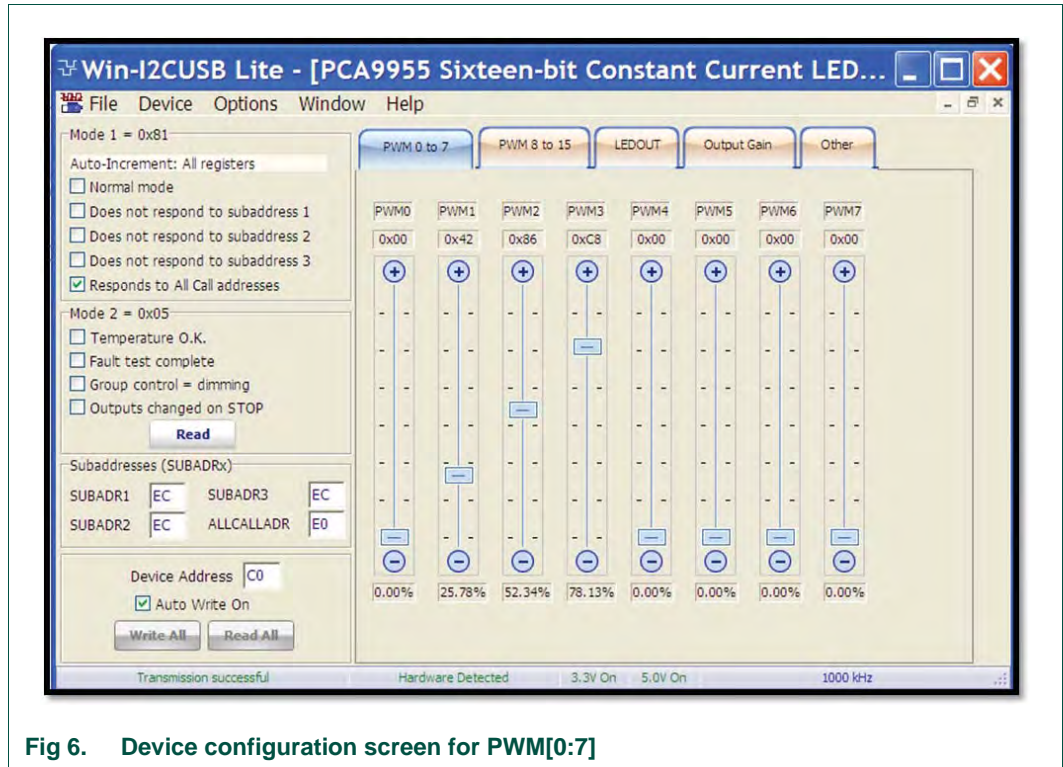 Win-I2CUSB Lite - [PCA9955 Sixteen-bit Constant Current LED...
File Device Options Window Help
Mode 1 = 0x81
Auto-Increment: All registers
Normal mode
Does not respond to subaddress 1
Does not respond to subaddress 2
Does not respond to subaddress 3
Responds to All Call addresses
Mode 2 = 0x05
Temperature O.K.
Fault test complete
Group control = dimming
Outputs changed on STOP
Read
Subaddresses (SUBADRx)
SUBADR1 EC SUBADR3 EC
SUBADR2 EC ALLCALLADR E0
Device Address C0
Auto Write On
Write All Read All
PWM 0 to 7 PWM 8 to 15 LEDOUT Output Gain Other
PWM0 PWM1 PWM2 PWM3 PWM4 PWM5 PWM6 PWM7
0x00 0x42 0x86 0xC8 0x00 0x00 0x00 0x00
0.00% 25.78% 52.34% 78.13% 0.00% 0.00% 0.00% 0.00%
Transmission successful Hardware Detected 3.3V On 5.0V On 1000 kHz
Fig 6. Device configuration screen for PWM[0:7]